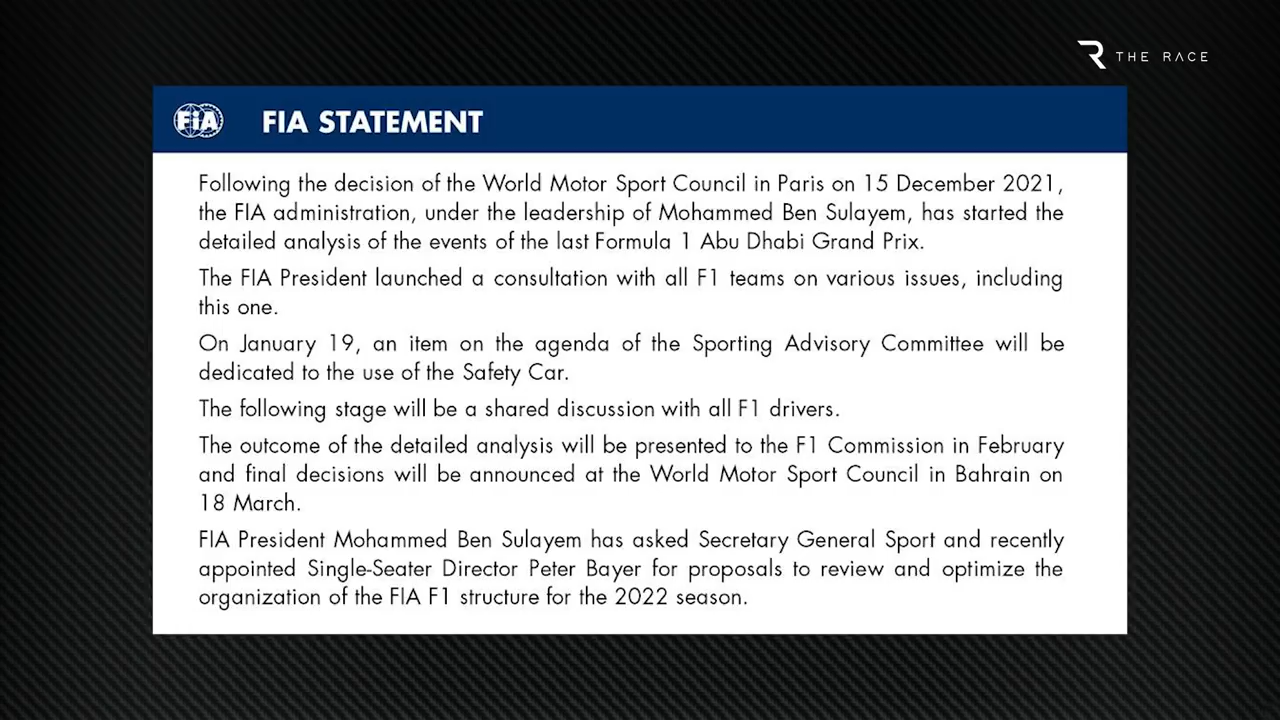 THE RACE
FIA FIA STATEMENT
Following the decision of the World Motor Sport Council in Paris on 15 December 2021,
the FIA administration, under the leadership of Mohammed Ben Sulayem, has started the
detailed analysis of the events of the last Formula 1 Abu Dhabi Grand Prix.
The FIA President launched a consultation with all F1 teams on various issues, including
this one.
On January 19, an item on the agenda of the Sporting Advisory Committee will be
dedicated to the use of the Safety Car.
The following stage will be a shared discussion with all F1 drivers.
The outcome of the detailed analysis will be presented to the F1 Commission in February
and final decisions will be announced at the World Motor Sport Council in Bahrain on
18 March.
FIA President Mohammed Ben Sulayem has asked Secretary General Sport and recently
appointed Single-Seater Director Peter Bayer for proposals to review and optimize the
organization of the FIA F1 structure for the 2022 season.